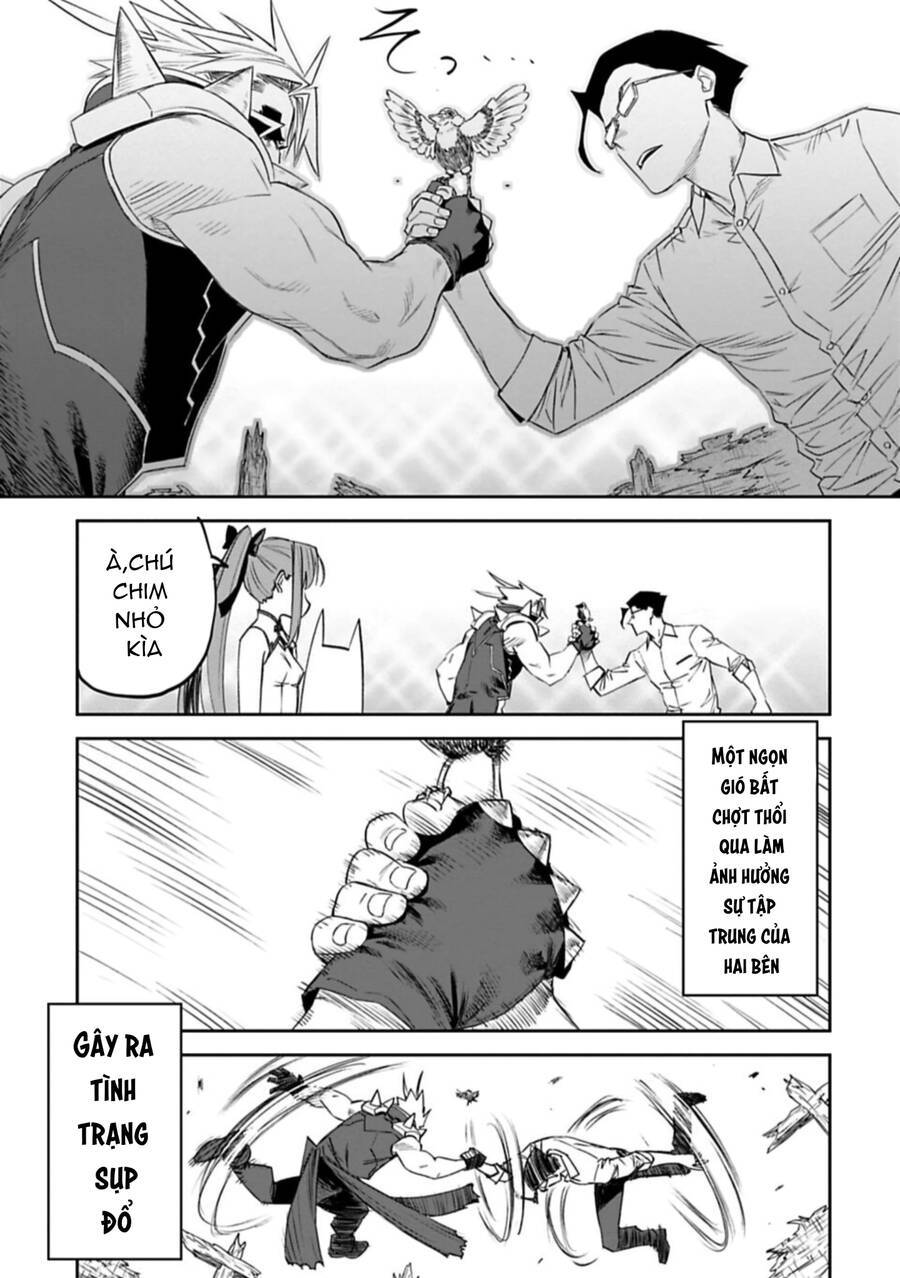 そっ…
À,CHÚ
CHIM
NHỎ
KÌA
MỘT NGỌN
GIÓ BẤT
CHỢT THỔI
QUA LÀM
ẢNH HƯỞNG
SỰ TẬP
TRUNG CỦA
HAI BÊN
GÂY RA
TÌNH
TRẠNG
SỤP
ĐỔ